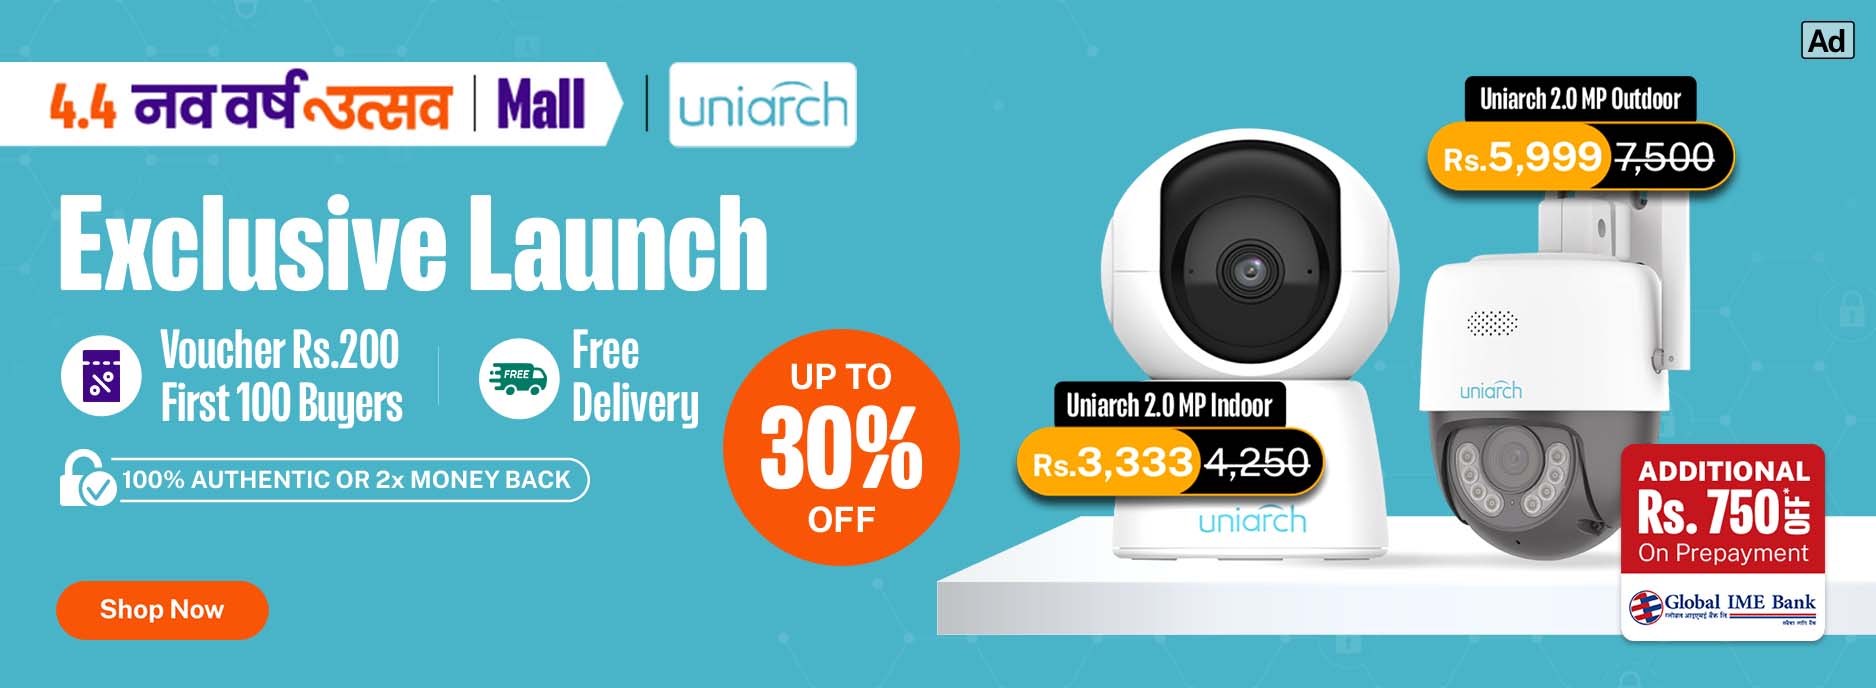 Ad
4.4 नव वर्ष उत्सव | Mall | uniarch
Exclusive Launch
Voucher Rs.200
First 100 Buyers
FREE
Free
Delivery
100% AUTHENTIC OR 2x MONEY BACK
UP TO
30%
OFF
Shop Now
Uniarch 2.0 MP Outdoor
Rs.5,999 7,500
uniarch
Uniarch 2.0 MP Indoor
Rs.3,333 4,250
uniarch
ADDITIONAL
Rs. 750 OFF*
On Prepayment
Global IME Bank
ग्लोबल आइएमई बैंक लि
सबैका लागि बैंक